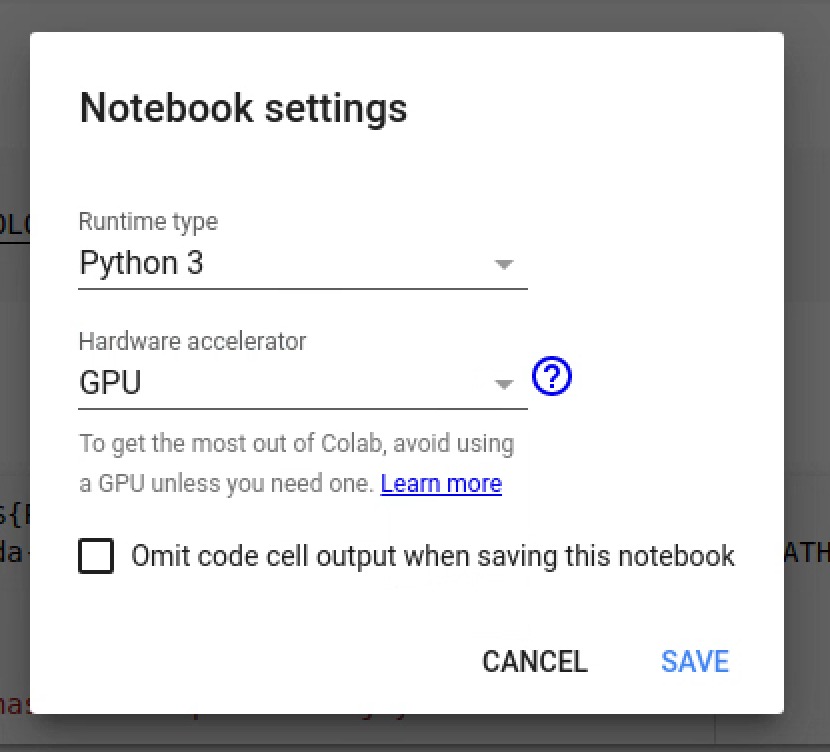 Notebook settings
Runtime type
Python 3
Hardware accelerator
GPU
?
To get the most out of Colab, avoid using
a GPU unless you need one. Learn more
Omit code cell output when saving this notebook
ATH
CANCEL SAVE